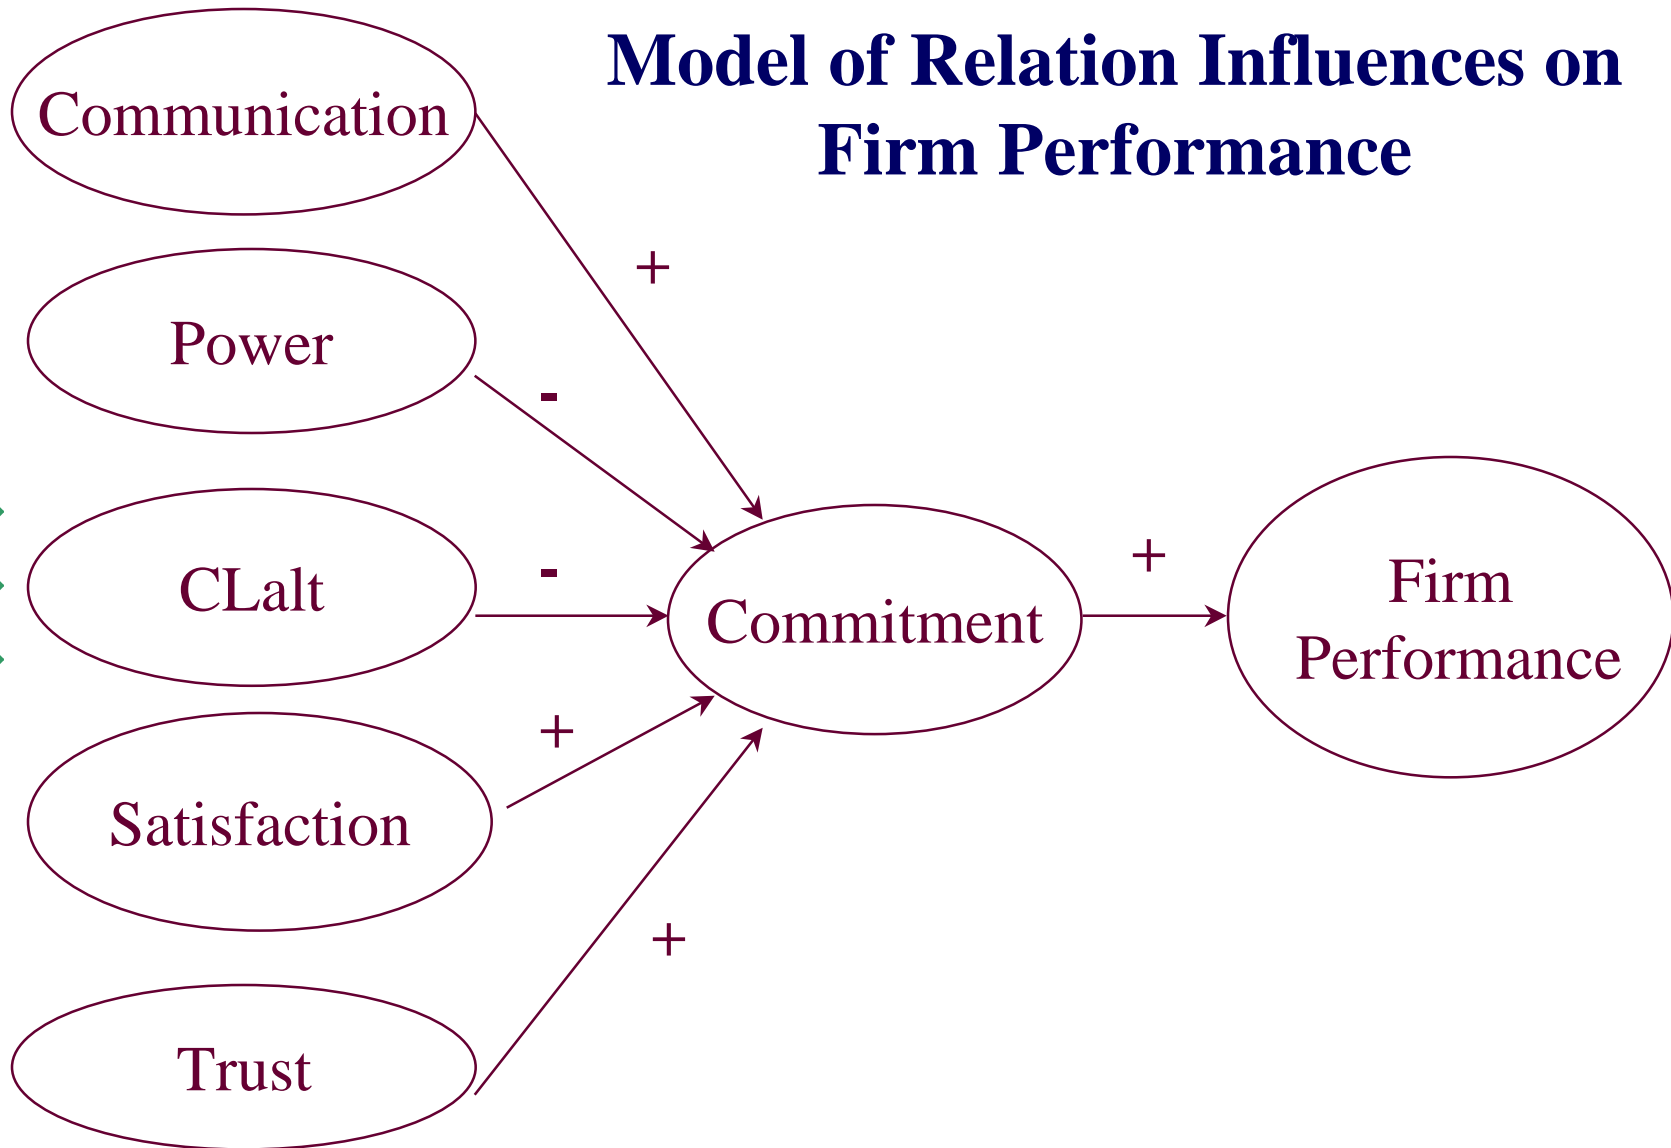 Model of Relation Influences on
Firm Performance
Communication
+
Power
-
CLalt
-
Commitment
+
Firm
Performance
Satisfaction
+
Trust
+